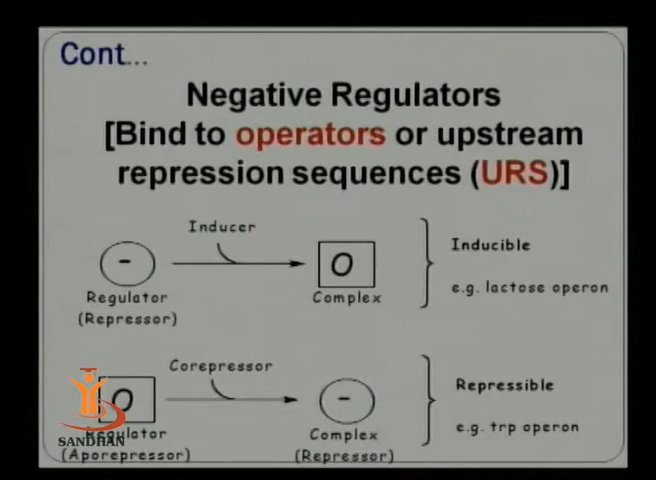 Cont...
Negative Regulators
[Bind to operators or upstream
repression sequences (URS)]
Inducer
-
O
Inducible
e.g. lactose operon
Regulator
(Repressor)
Complex
Corepressor
O
-
Repressible
e.g. trp operon
Regulator
(Aporepressor)
Complex
(Repressor)
SANDHAN